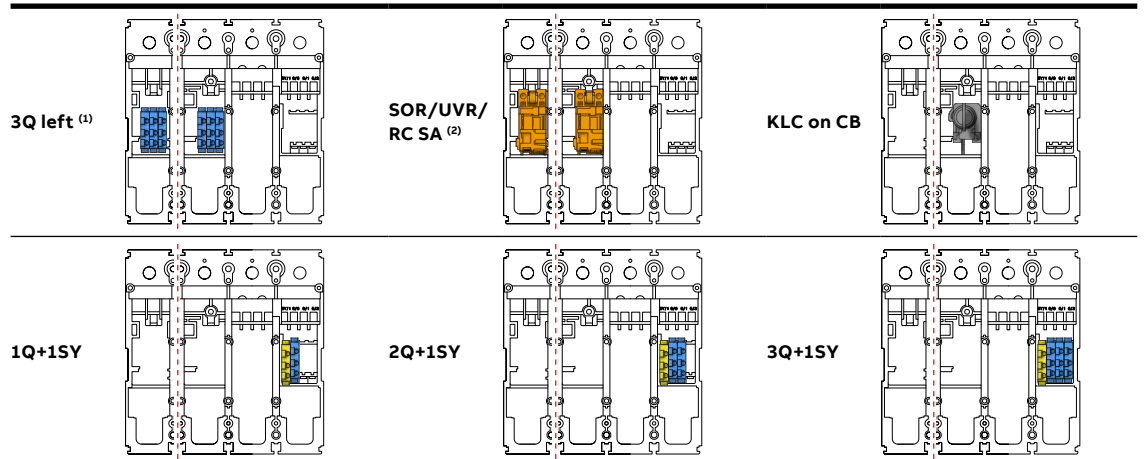 3Q left (1)
SOR/UVR/
RC SA (2)
KLC on CB
1Q+1SY
2Q+1SY
3Q+1SY